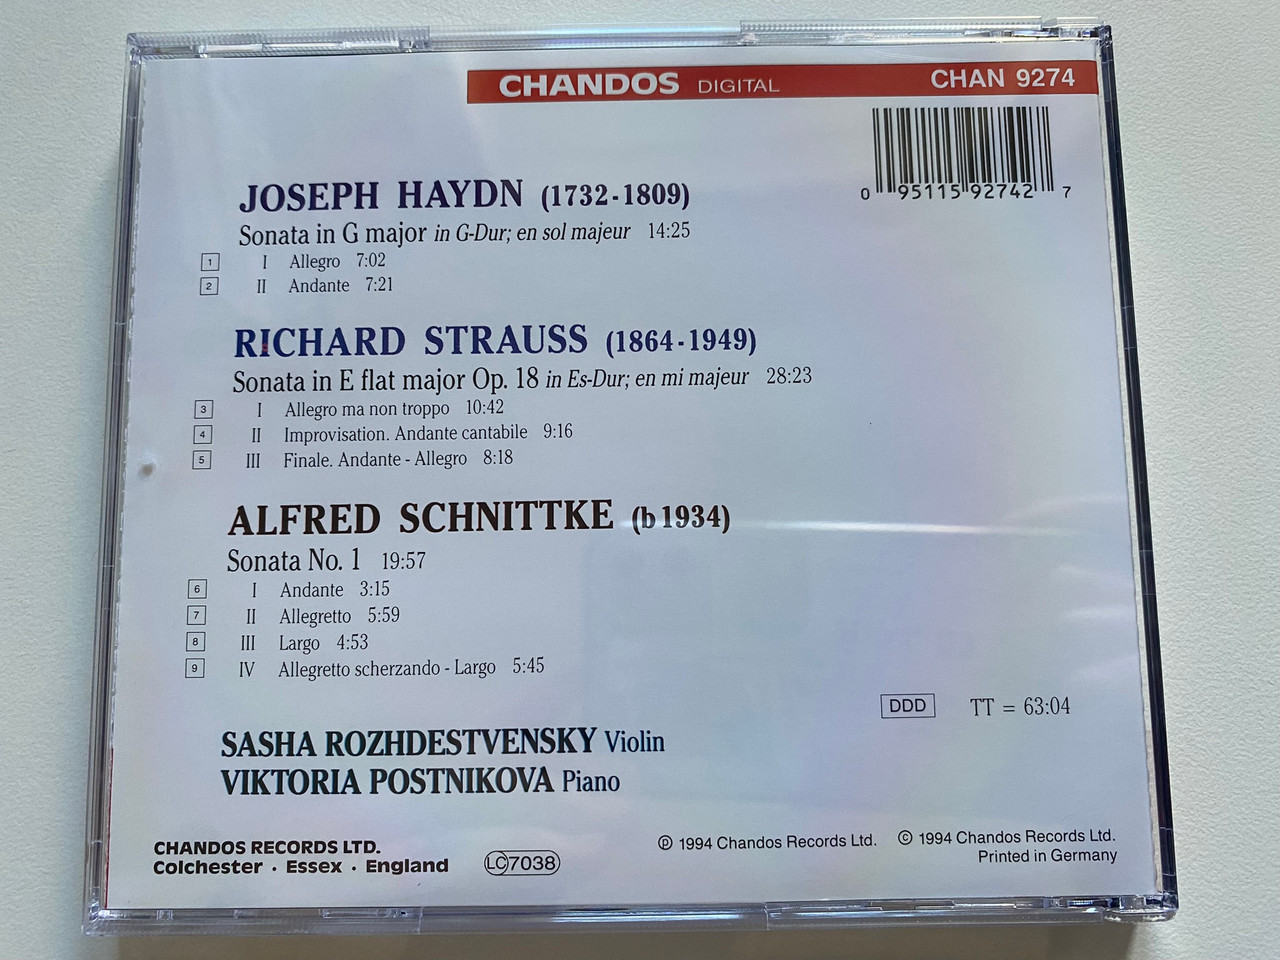 CHANDOS DIGITAL CHAN 9274
0 95115 92742 7
JOSEPH HAYDN (1732-1809)
Sonata in G major in G-Dur; en sol majeur 14:25
1 I Allegro 7:02
2 II Andante 7:21
RICHARD STRAUSS (1864-1949)
Sonata in E flat major Op. 18 in Es-Dur; en mi majeur 28:23
3 I Allegro ma non troppo 10:42
4 II Improvisation. Andante cantabile 9:16
5 III Finale. Andante - Allegro 8:18
ALFRED SCHNITTKE (b 1934)
Sonata No. 1 19:57
6 I Andante 3:15
7 II Allegretto 5:59
8 III Largo 4:53
9 IV Allegretto scherzando - Largo 5:45
DDD TT = 63:04
SASHA ROZHDESTVENSKY Violin
VIKTORIA POSTNIKOVA Piano
CHANDOS RECORDS LTD.
Colchester · Essex · England
LC 7038
℗ 1994 Chandos Records Ltd. © 1994 Chandos Records Ltd.
Printed in Germany